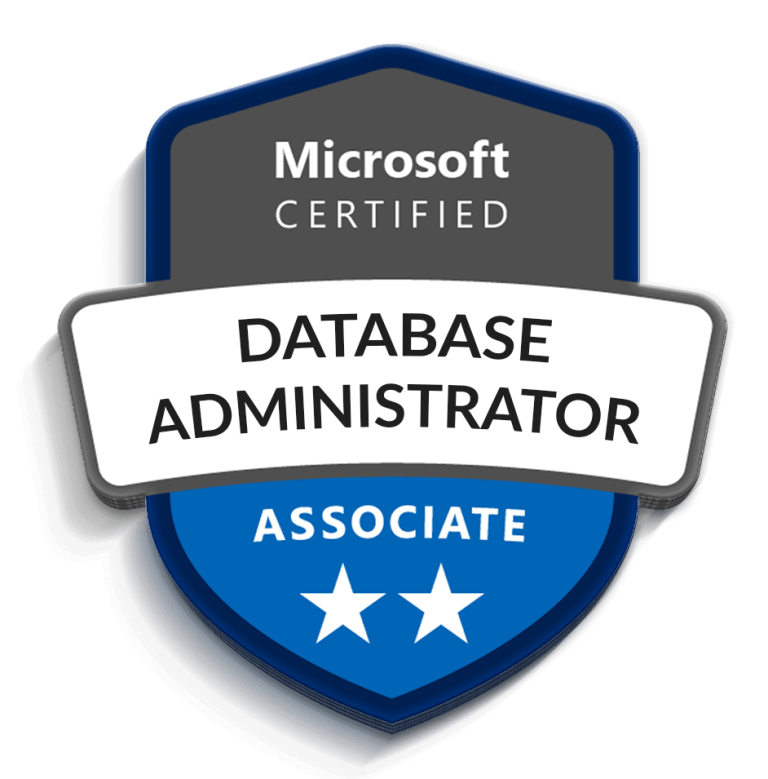 Microsoft
CERTIFIED
DATABASE
ADMINISTRATOR
ASSOCIATE